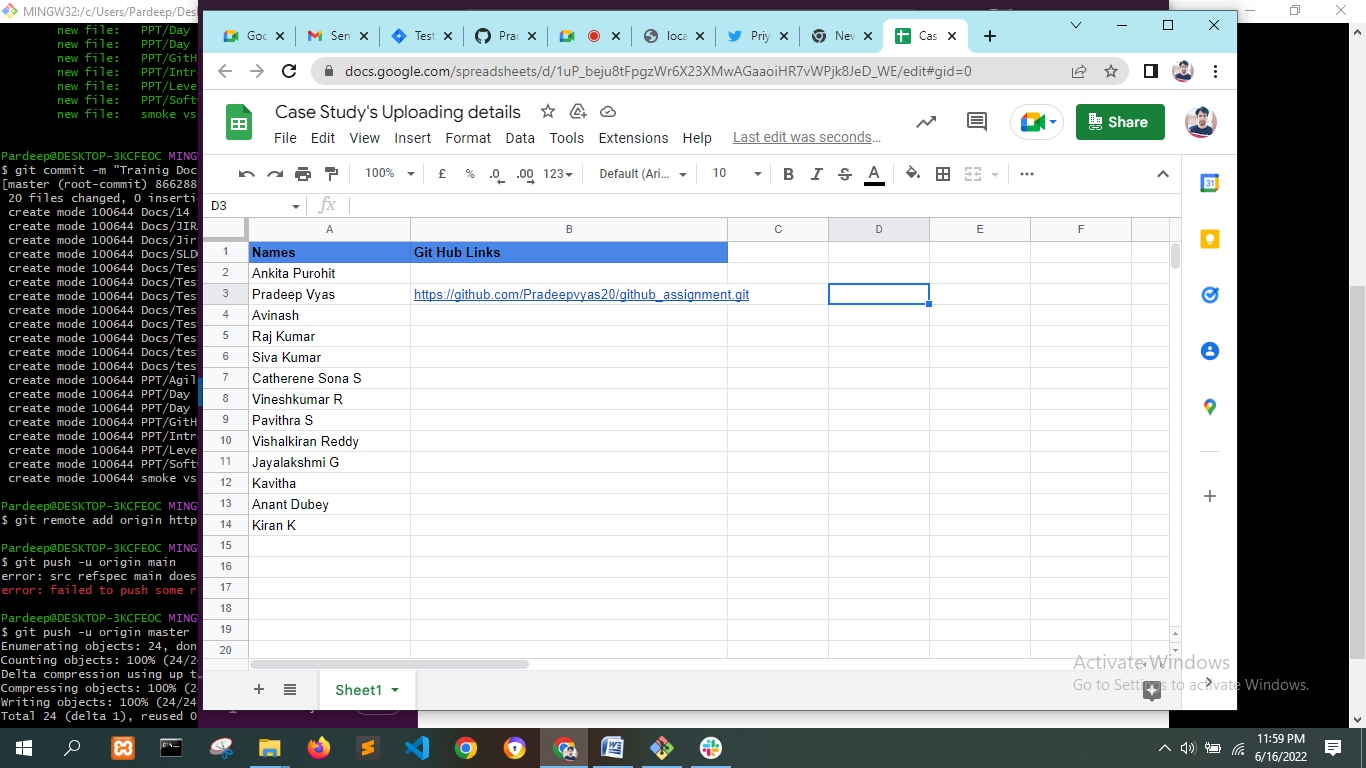 MINGW32:/c/Users/Pardeep/Des
new file: PPT/Day
new file: PPT/Day
new file: PPT/GitH
new file: PPT/Intr
new file: PPT/Leve
new file: PPT/Soft
new file: smoke vs
Pardeep@DESKTOP-3KCFEOC MING
$ git commit -m "Trainig Doc
[master (root-commit) 866288
20 files changed, 0 inserti
create mode 100644 Docs/14
create mode 100644 Docs/JIR
create mode 100644 Docs/Jir
create mode 100644 Docs/SLD
create mode 100644 Docs/Tes
create mode 100644 Docs/Tes
create mode 100644 Docs/Tes
create mode 100644 Docs/Tes
create mode 100644 Docs/Tes
create mode 100644 Docs/Tes
create mode 100644 Docs/tes
create mode 100644 Docs/tes
create mode 100644 PPT/Agil
create mode 100644 PPT/Day
create mode 100644 PPT/Day
create mode 100644 PPT/GitH
create mode 100644 PPT/Intr
create mode 100644 PPT/Leve
create mode 100644 PPT/Soft
create mode 100644 smoke vs
Pardeep@DESKTOP-3KCFEOC MING
$ git remote add origin http
Pardeep@DESKTOP-3KCFEOC MING
$ git push -u origin main
error: src refspec main does
error: failed to push some r
Pardeep@DESKTOP-3KCFEOC MING
$ git push -u origin master
Enumerating objects: 24, don
Counting objects: 100% (24/2
Delta compression using up t
Compressing objects: 100% (2
Writing objects: 100% (24/24
Total 24 (delta 1), reused 0
Goo Sen Test Prac loca Priy New Case
docs.google.com/spreadsheets/d/1uP_beju8tFpgzWr6X23XMwAGaaoiHR7vWPjk8JeD_WE/edit#gid=0
Case Study's Uploading details
File Edit View Insert Format Data Tools Extensions Help Last edit was seconds...
Share
100% £ % .0 .00 123 Default (Ari... 10 B I S A
D3 fx
A B C D E F
1 Names Git Hub Links
2 Ankita Purohit
3 Pradeep Vyas https://github.com/Pradeepvyas20/github_assignment.git
4 Avinash
5 Raj Kumar
6 Siva Kumar
7 Catherene Sona S
8 Vineshkumar R
9 Pavithra S
10 Vishalkiran Reddy
11 Jayalakshmi G
12 Kavitha
13 Anant Dubey
14 Kiran K
15
16
17
18
19
20
31
Sheet1
Activate Windows
Go to Settings to activate Windows.
11:59 PM
6/16/2022